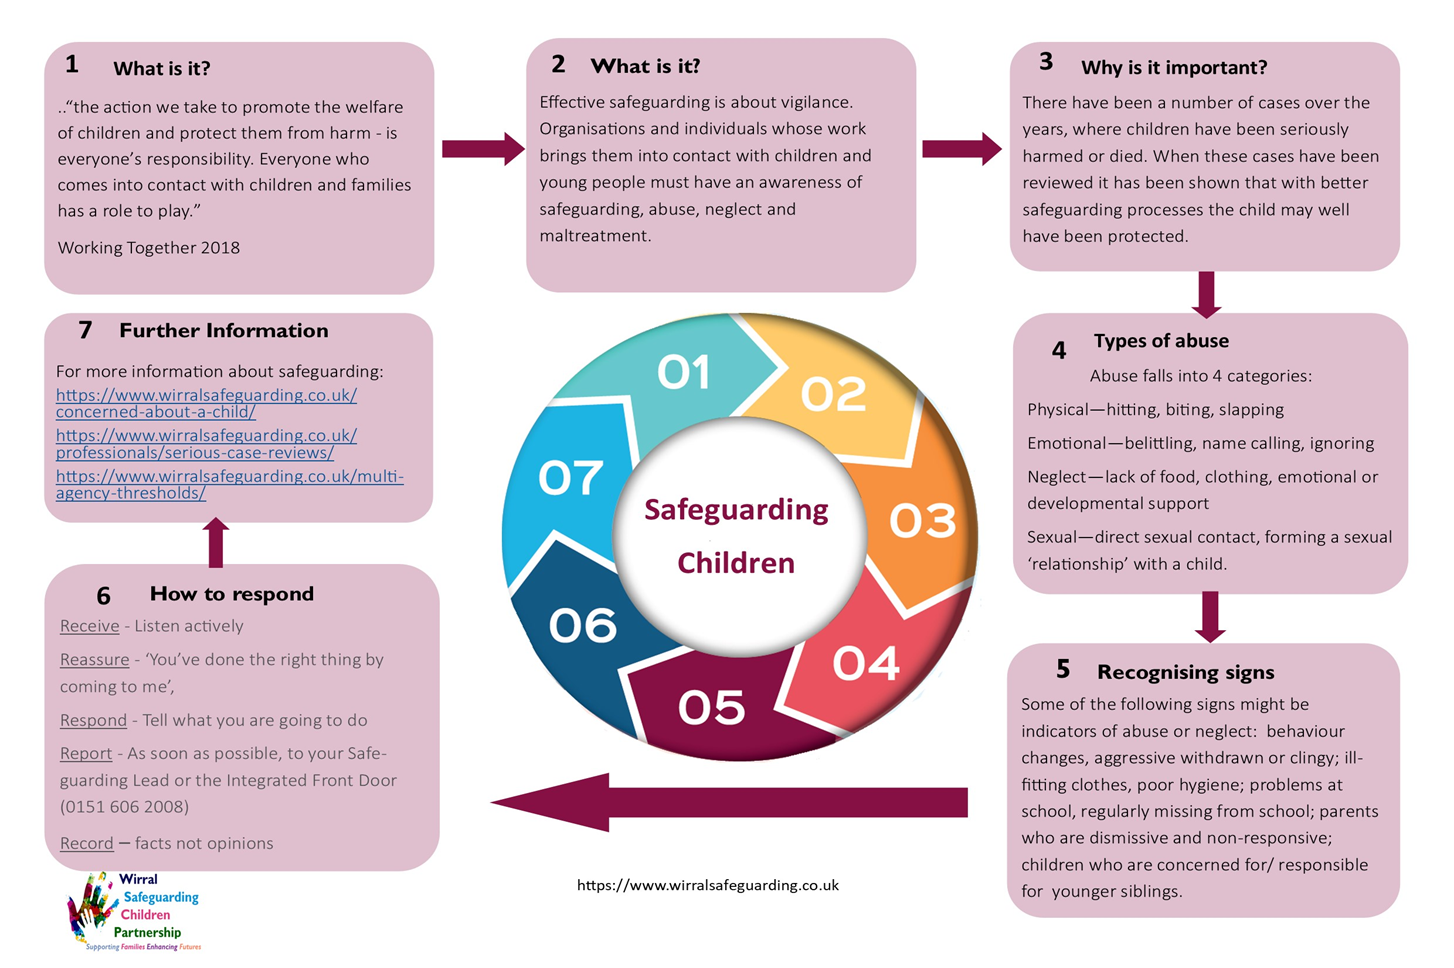 1 What is it?
..“the action we take to promote the welfare
of children and protect them from harm - is
everyone’s responsibility. Everyone who
comes into contact with children and families
has a role to play.”
Working Together 2018
2 What is it?
Effective safeguarding is about vigilance.
Organisations and individuals whose work
brings them into contact with children and
young people must have an awareness of
safeguarding, abuse, neglect and
maltreatment.
3 Why is it important?
There have been a number of cases over the
years, where children have been seriously
harmed or died. When these cases have been
reviewed it has been shown that with better
safeguarding processes the child may well
have been protected.
4 Types of abuse
Abuse falls into 4 categories:
Physical—hitting, biting, slapping
Emotional—belittling, name calling, ignoring
Neglect—lack of food, clothing, emotional or
developmental support
Sexual—direct sexual contact, forming a sexual
‘relationship’ with a child.
5 Recognising signs
Some of the following signs might be
indicators of abuse or neglect:  behaviour
changes, aggressive withdrawn or clingy; ill-
fitting clothes, poor hygiene; problems at
school, regularly missing from school; parents
who are dismissive and non-responsive;
children who are concerned for/ responsible
for  younger siblings.
6 How to respond
Receive - Listen actively
Reassure - ‘You’ve done the right thing by
coming to me’,
Respond - Tell what you are going to do
Report - As soon as possible, to your Safe-
guarding Lead or the Integrated Front Door
(0151 606 2008)
Record – facts not opinions
7 Further Information
For more information about safeguarding:
https://www.wirralsafeguarding.co.uk/
concerned-about-a-child/
https://www.wirralsafeguarding.co.uk/
professionals/serious-case-reviews/
https://www.wirralsafeguarding.co.uk/multi-
agency-thresholds/
01
02
03
04
05
06
07
Safeguarding
Children
https://www.wirralsafeguarding.co.uk
Wirral
Safeguarding
Children
Partnership
Supporting Families Enhancing Futures